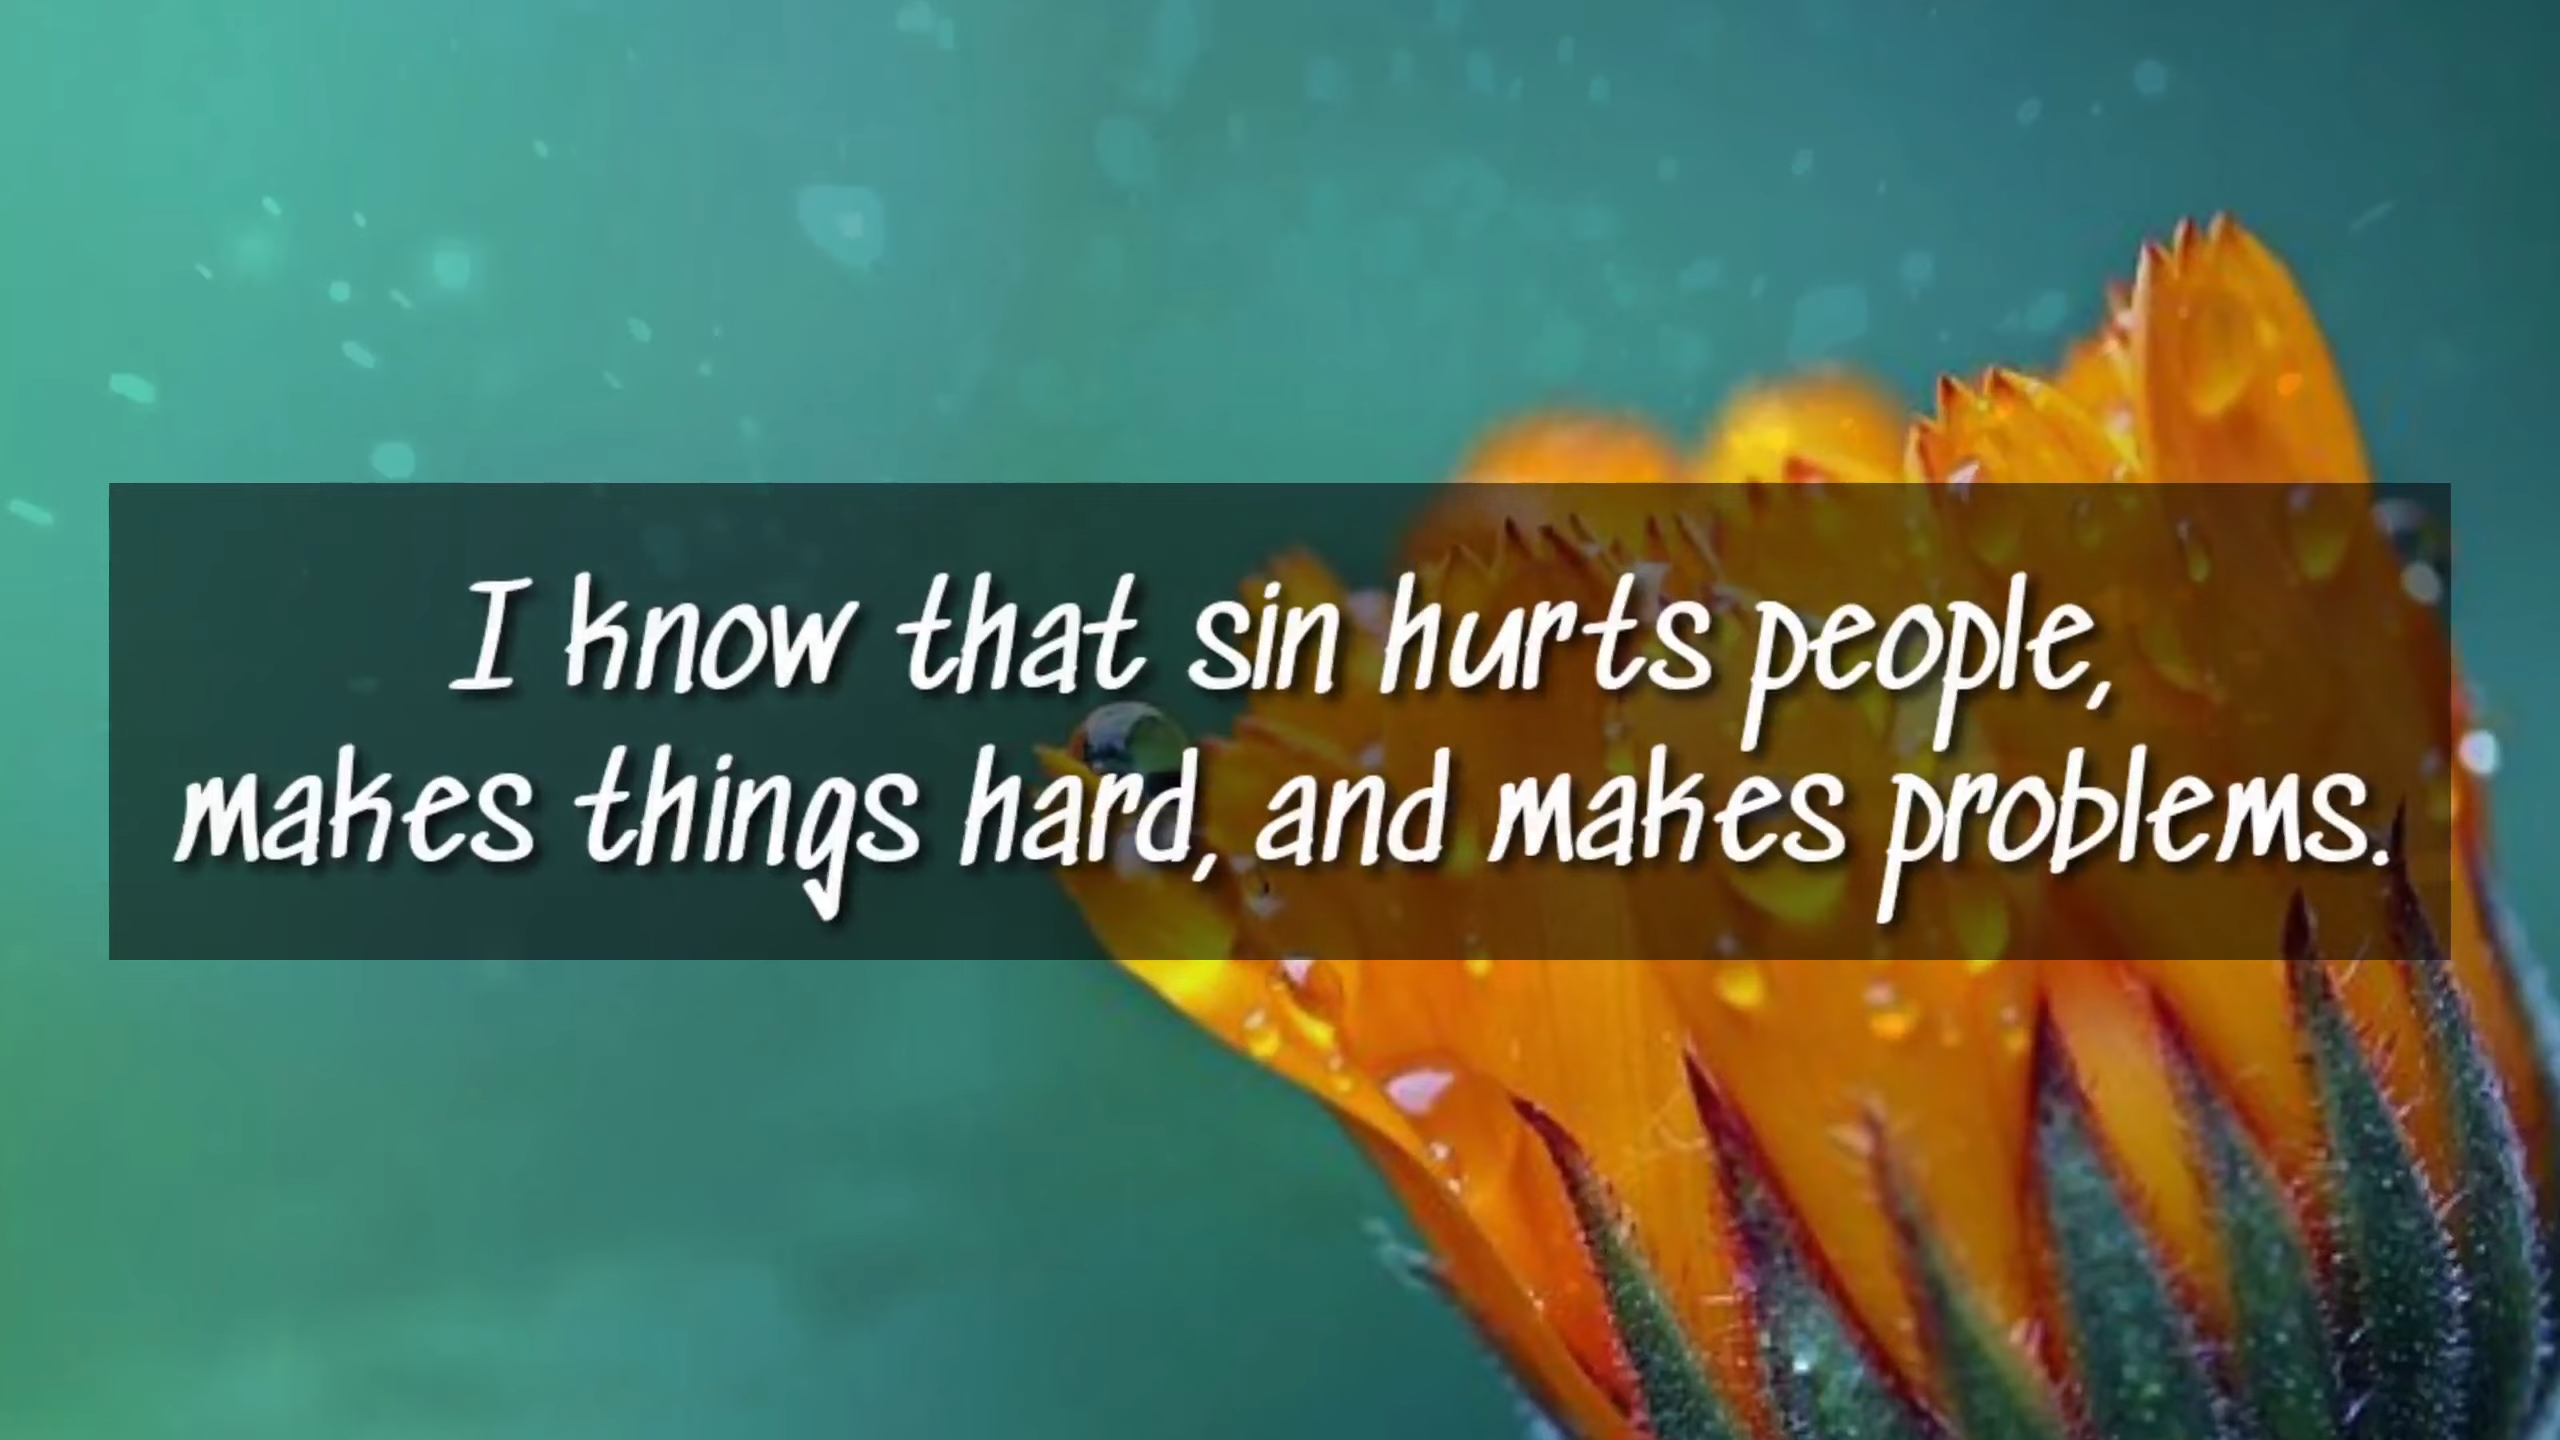 I know that sin hurts people,
makes things hard, and makes problems.